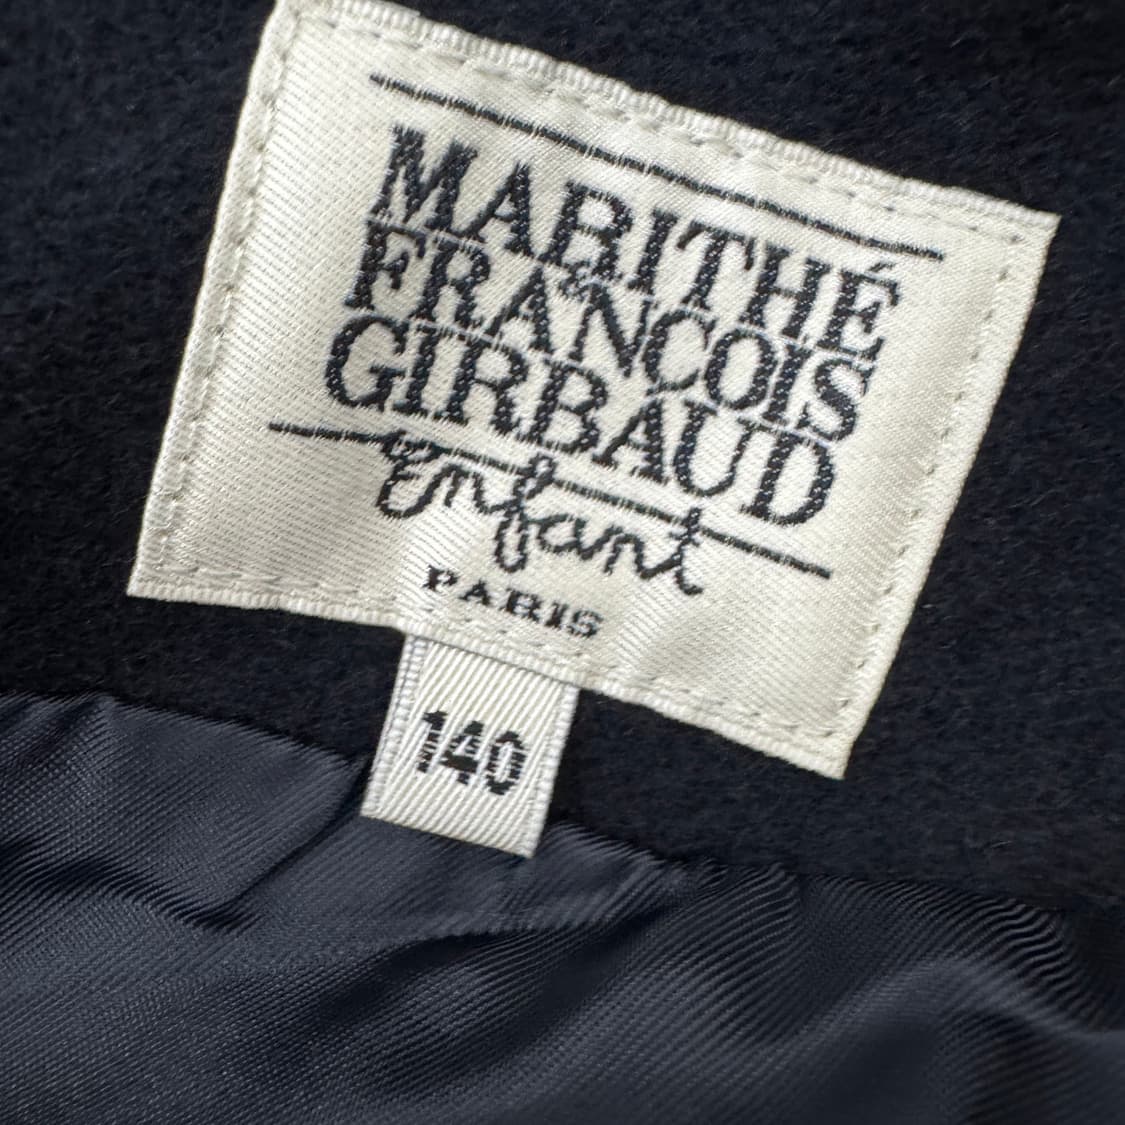 MARITHÉ
FRANÇOIS
GIRBAUD
enfant
PARIS
140